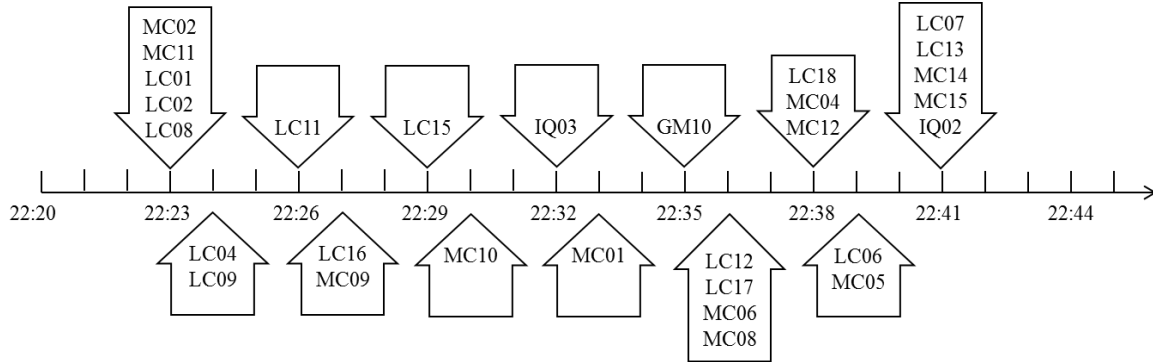 MC02
MC11
LC01
LC02
LC08
LC11
LC15
IQ03
GM10
LC18
MC04
MC12
LC07
LC13
MC14
MC15
IQ02
22:20
22:23
22:26
22:29
22:32
22:35
22:38
22:41
22:44
LC04
LC09
LC16
MC09
MC10
MC01
LC12
LC17
MC06
MC08
LC06
MC05